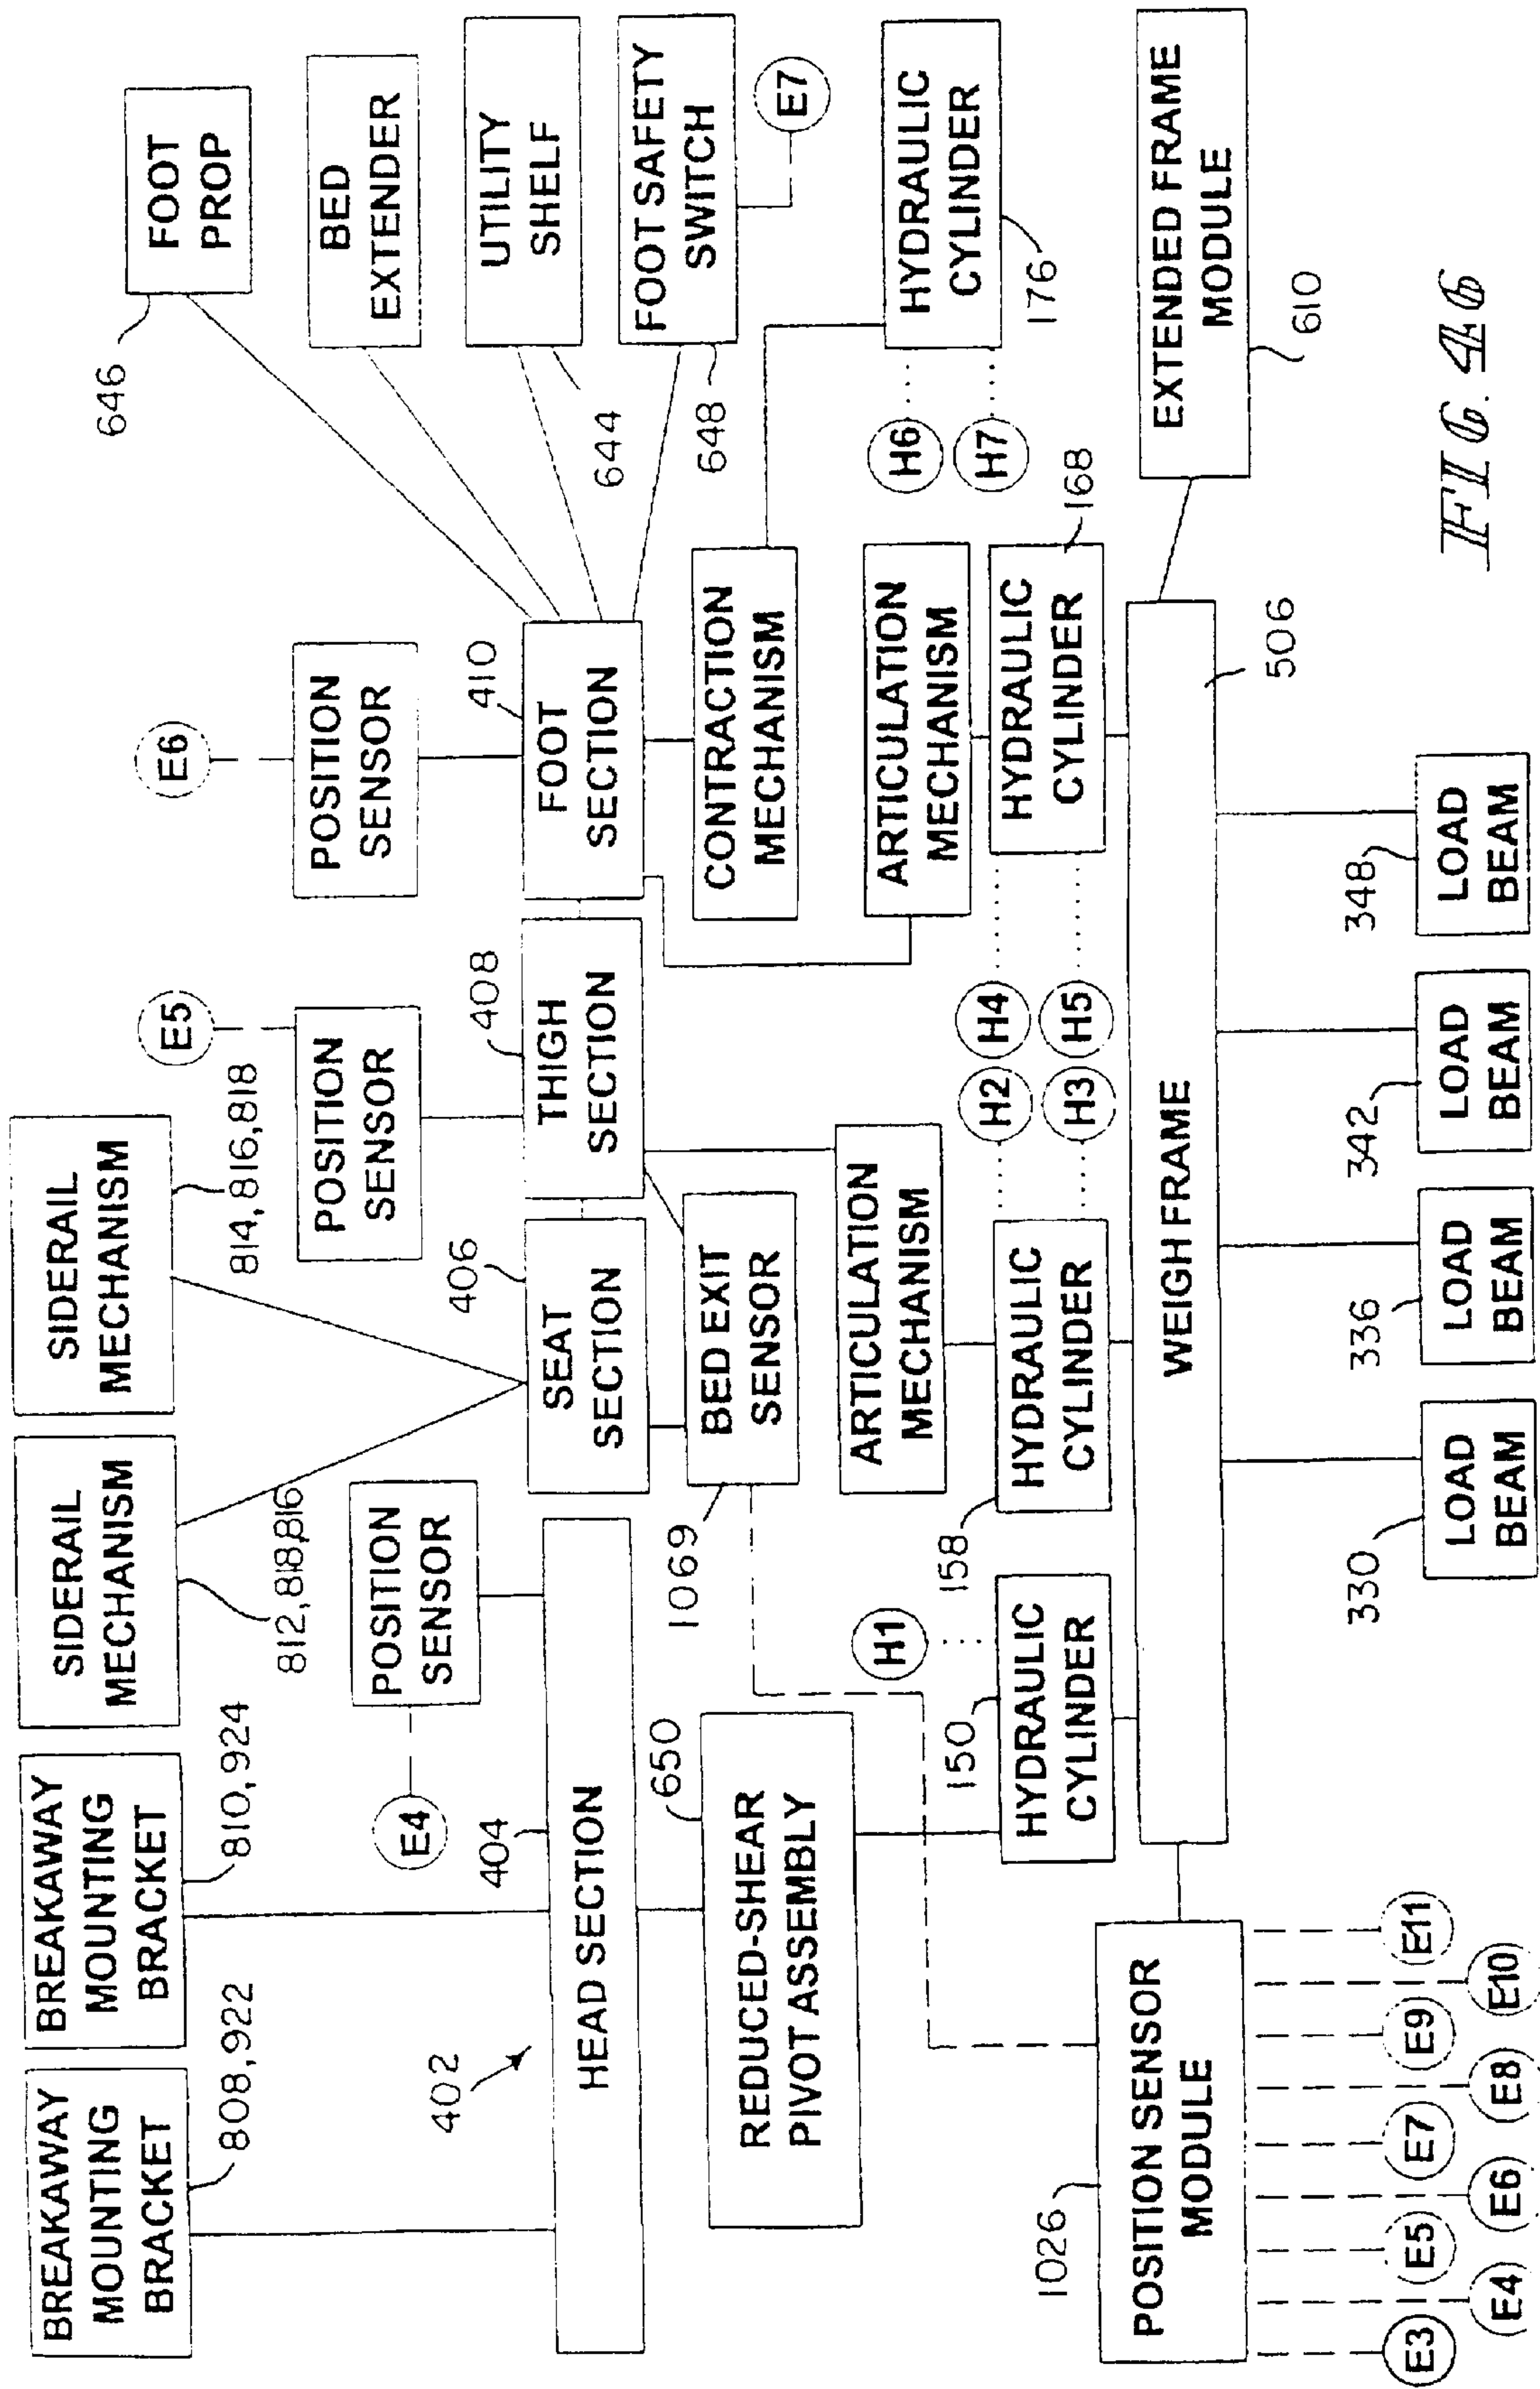 BREAKAWAY
MOUNTING
BRACKET
808,922
BREAKAWAY
MOUNTING
BRACKET
810,924
SIDERAIL
MECHANISM
812,818,816
SIDERAIL
MECHANISM
814,816,818
FOOT
PROP
646
BED
EXTENDER
UTILITY
SHELF
644
FOOT SAFETY
SWITCH
648
E7
POSITION
SENSOR
E4
POSITION
SENSOR
E5
POSITION
SENSOR
E6
402
HEAD SECTION
404
SEAT
SECTION
406
THIGH
SECTION
408
FOOT
SECTION
410
REDUCED-SHEAR
PIVOT ASSEMBLY
650
BED EXIT
SENSOR
1069
CONTRACTION
MECHANISM
ARTICULATION
MECHANISM
ARTICULATION
MECHANISM
H1
HYDRAULIC
CYLINDER
150
HYDRAULIC
CYLINDER
158
H2
H3
H4
H5
HYDRAULIC
CYLINDER
168
H6
H7
HYDRAULIC
CYLINDER
176
POSITION SENSOR
MODULE
1026
WEIGH FRAME
506
EXTENDED FRAME
MODULE
610
E3
E4
E5
E6
E7
E8
E9
E10
E11
LOAD
BEAM
330
LOAD
BEAM
336
LOAD
BEAM
342
LOAD
BEAM
348
FIG. 46